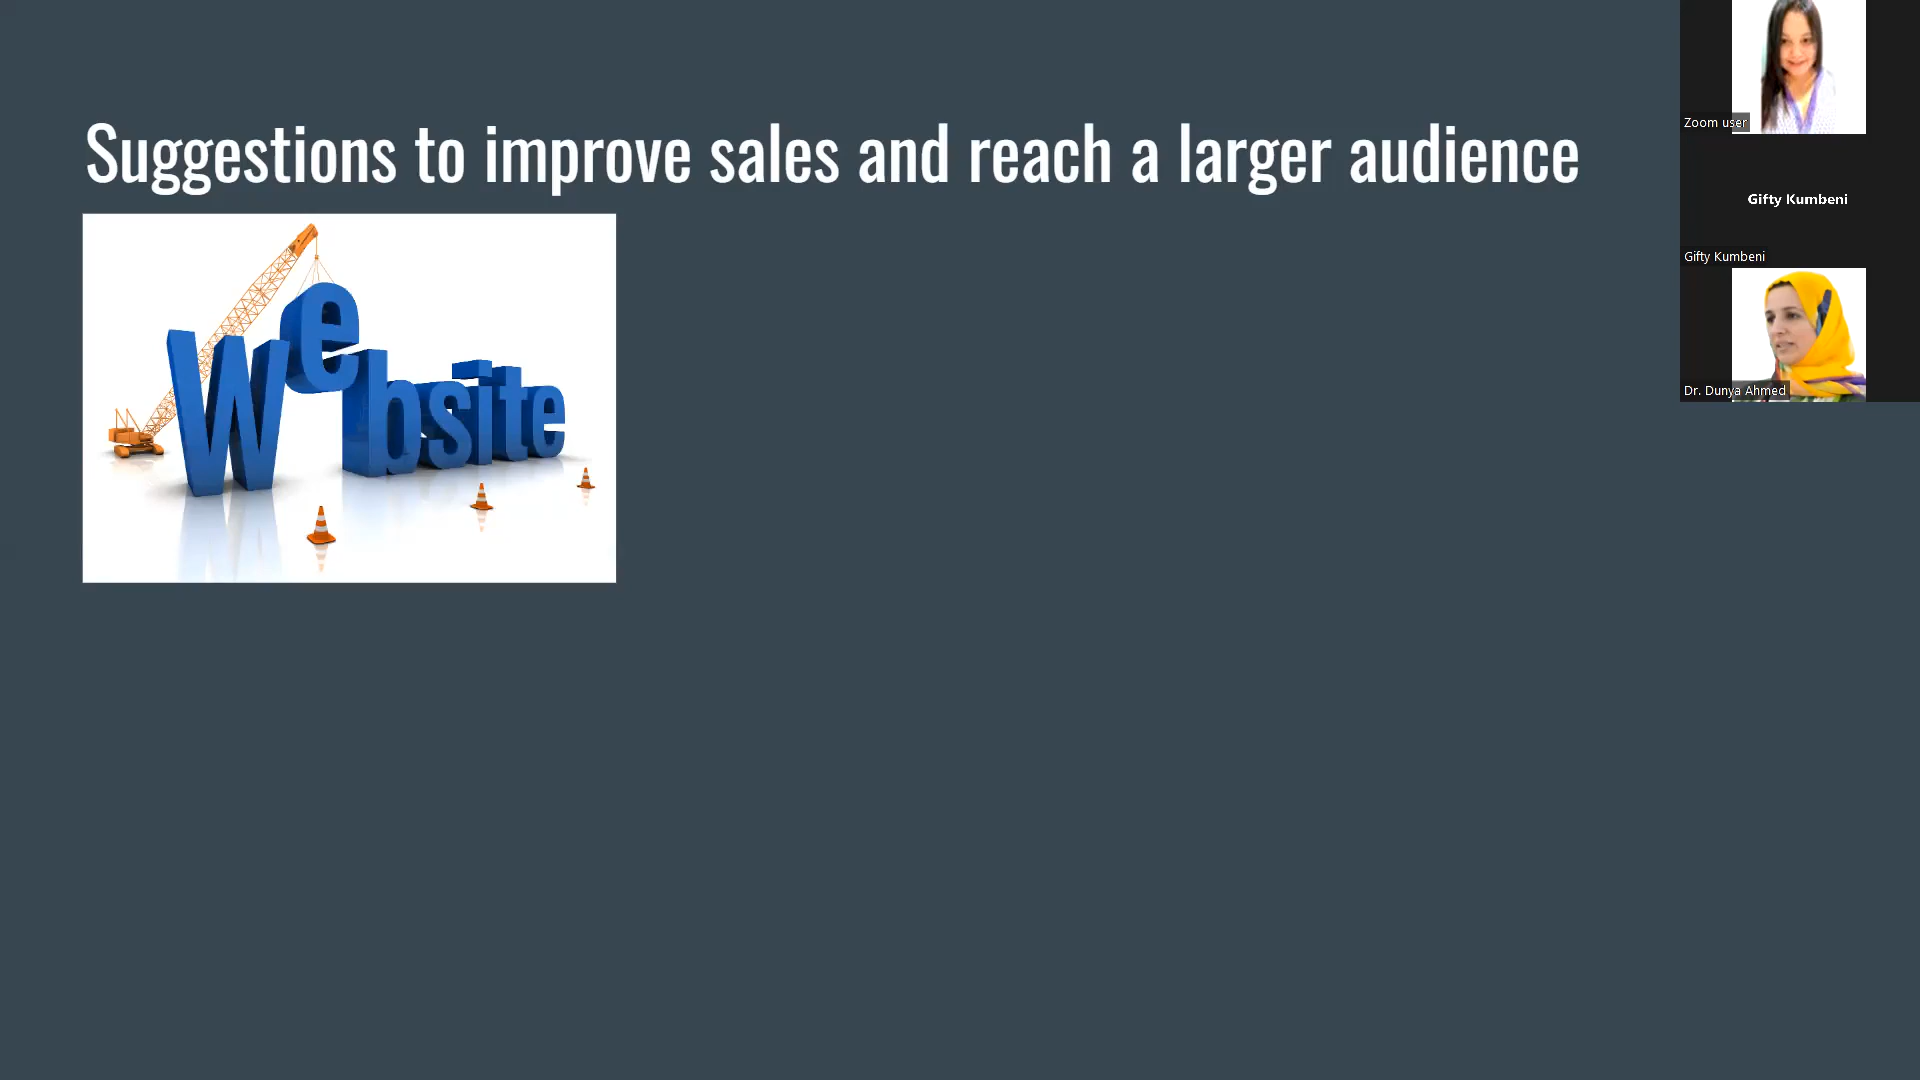 Suggestions to improve sales and reach a larger audience
Website
Zoom user
Gifty Kumbeni
Gifty Kumbeni
Dr. Dunya Ahmed